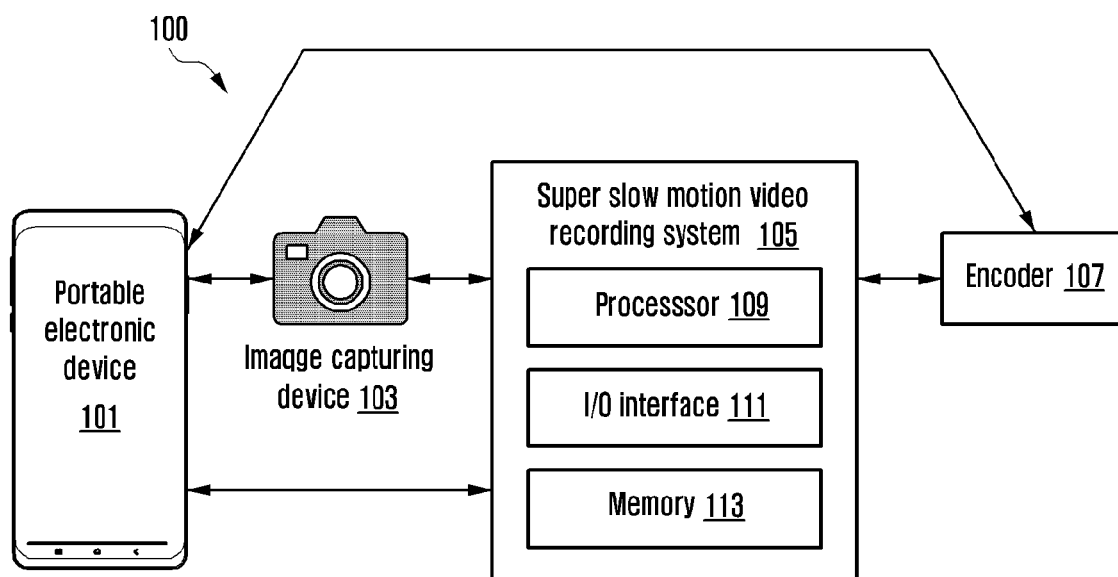 100
Portable
electronic
device
101
Imaqge capturing
device 103
Super slow motion video
recording system 105
Processsor 109
I/O interface 111
Memory 113
Encoder 107